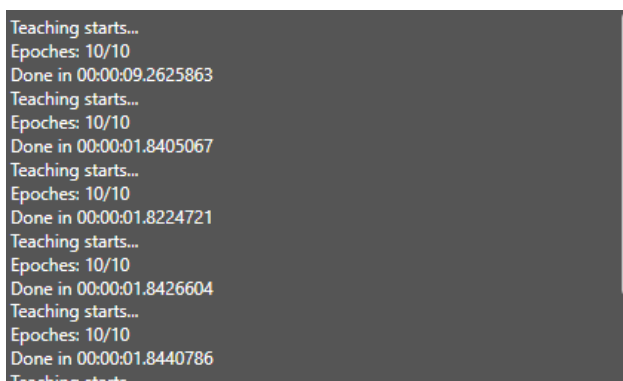 Teaching starts...
Epoches: 10/10
Done in 00:00:09.2625863
Teaching starts...
Epoches: 10/10
Done in 00:00:01.8405067
Teaching starts...
Epoches: 10/10
Done in 00:00:01.8224721
Teaching starts...
Epoches: 10/10
Done in 00:00:01.8426604
Teaching starts...
Epoches: 10/10
Done in 00:00:01.8440786
Teaching starts...